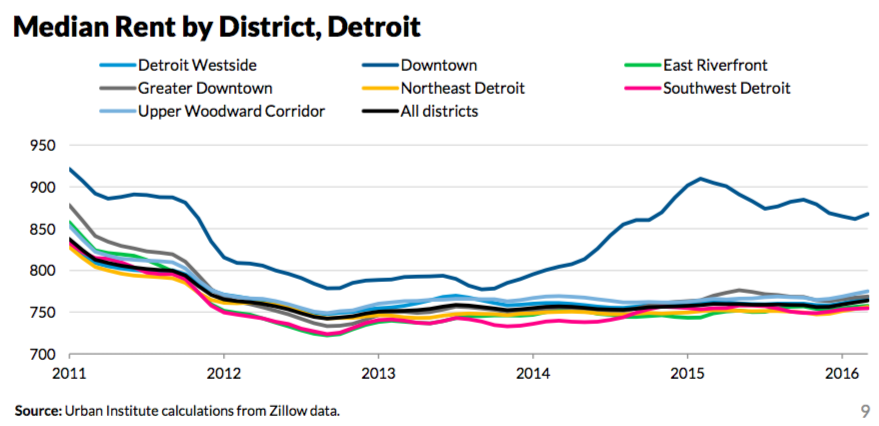 Median Rent by District, Detroit
Detroit Westside Downtown East Riverfront
Greater Downtown Northeast Detroit Southwest Detroit
Upper Woodward Corridor All districts
950
900
850
800
750
700
2011 2012 2013 2014 2015 2016
Source: Urban Institute calculations from Zillow data. 9